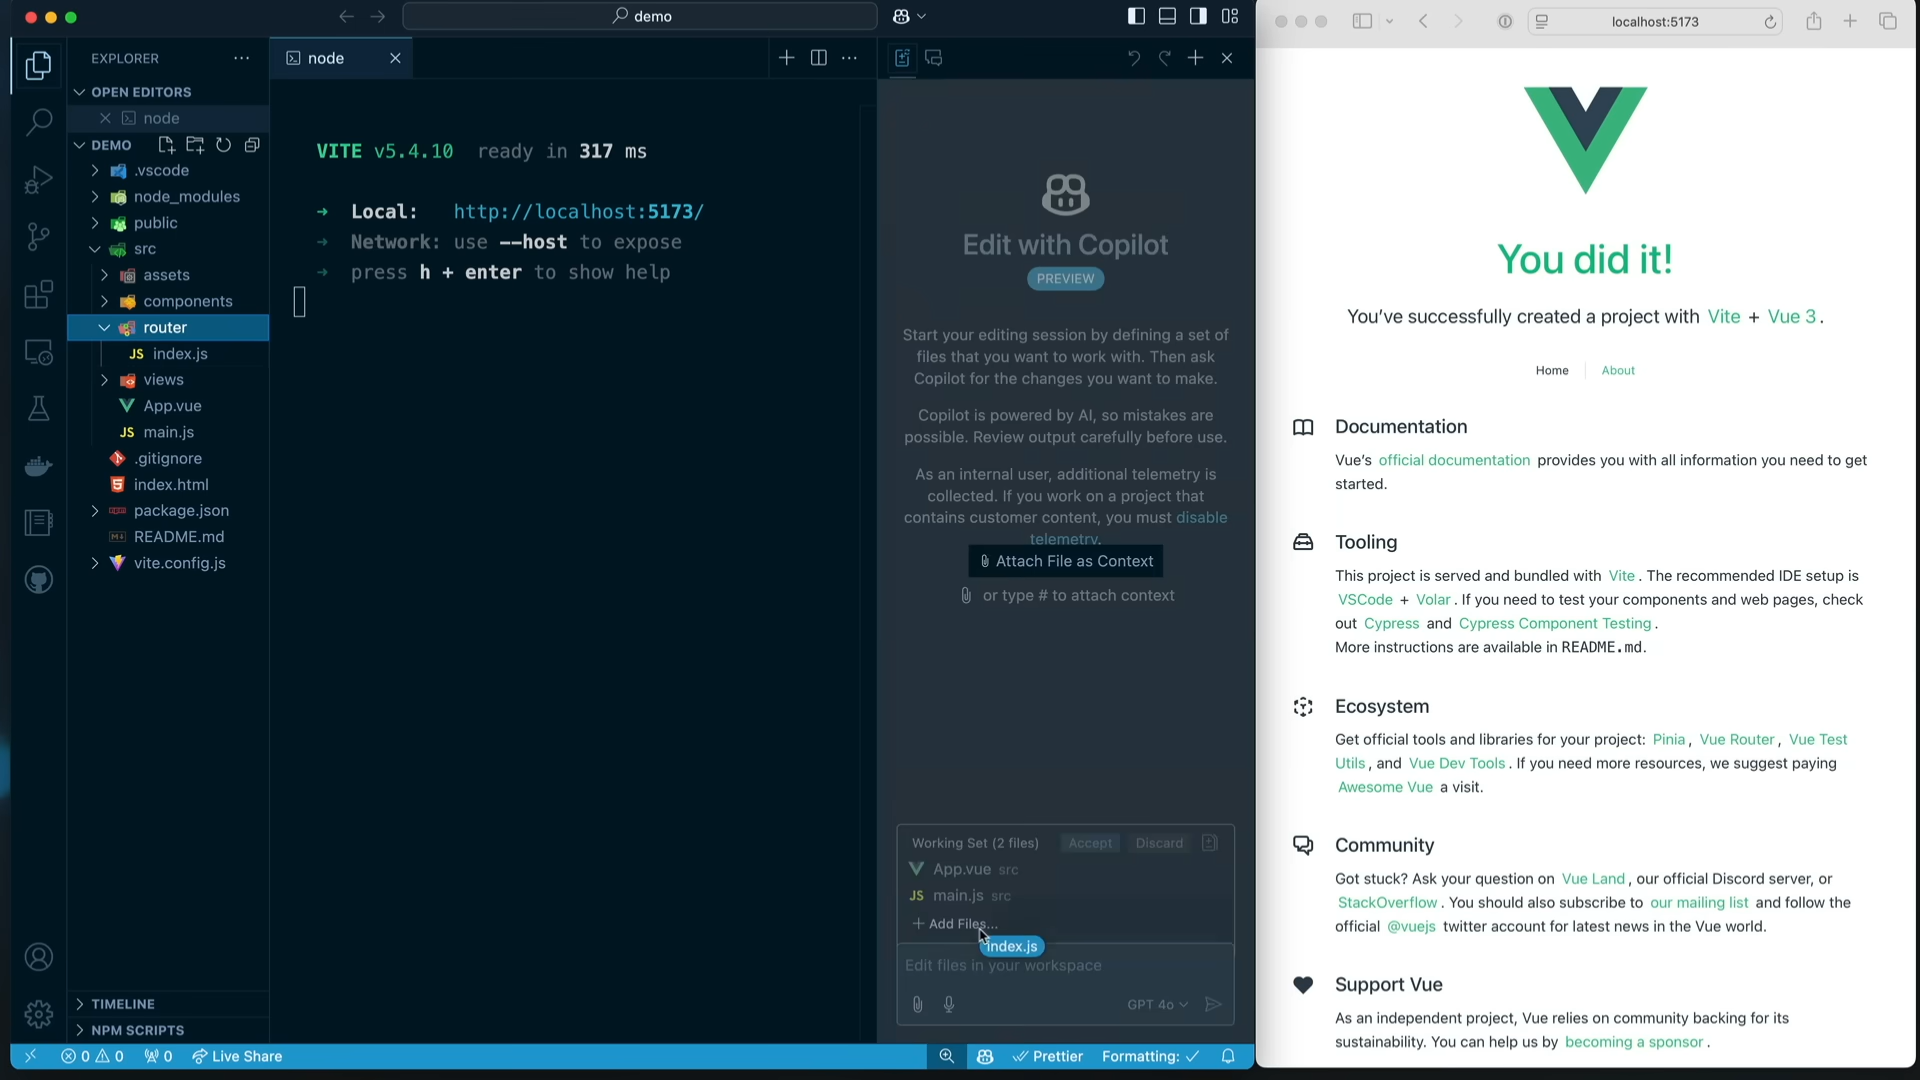 demo
EXPLORER
OPEN EDITORS
node
DEMO
.vscode
node_modules
public
src
assets
components
router
JS index.js
views
App.vue
JS main.js
.gitignore
index.html
package.json
README.md
vite.config.js
TIMELINE
NPM SCRIPTS
node
VITE v5.4.10 ready in 317 ms
➜ Local: http://localhost:5173/
➜ Network: use --host to expose
➜ press h + enter to show help
Edit with Copilot
PREVIEW
Start your editing session by defining a set of
files that you want to work with. Then ask
Copilot for the changes you want to make.
Copilot is powered by AI, so mistakes are
possible. Review output carefully before use.
As an internal user, additional telemetry is
collected. If you work on a project that
contains customer content, you must disable
telemetry.
Attach File as Context
or type # to attach context
Working Set (2 files) Accept Discard
App.vue src
JS main.js src
+ Add Files...
index.js
Edit files in your workspace
GPT 4o
0 0 0 Live Share
Prettier Formatting: ✓
localhost:5173
You did it!
You've successfully created a project with Vite + Vue 3.
Home About
Documentation
Vue's official documentation provides you with all information you need to get
started.
Tooling
This project is served and bundled with Vite. The recommended IDE setup is
VSCode + Volar. If you need to test your components and web pages, check
out Cypress and Cypress Component Testing.
More instructions are available in README.md.
Ecosystem
Get official tools and libraries for your project: Pinia, Vue Router, Vue Test
Utils, and Vue Dev Tools. If you need more resources, we suggest paying
Awesome Vue a visit.
Community
Got stuck? Ask your question on Vue Land, our official Discord server, or
StackOverflow. You should also subscribe to our mailing list and follow the
official @vuejs twitter account for latest news in the Vue world.
Support Vue
As an independent project, Vue relies on community backing for its
sustainability. You can help us by becoming a sponsor.